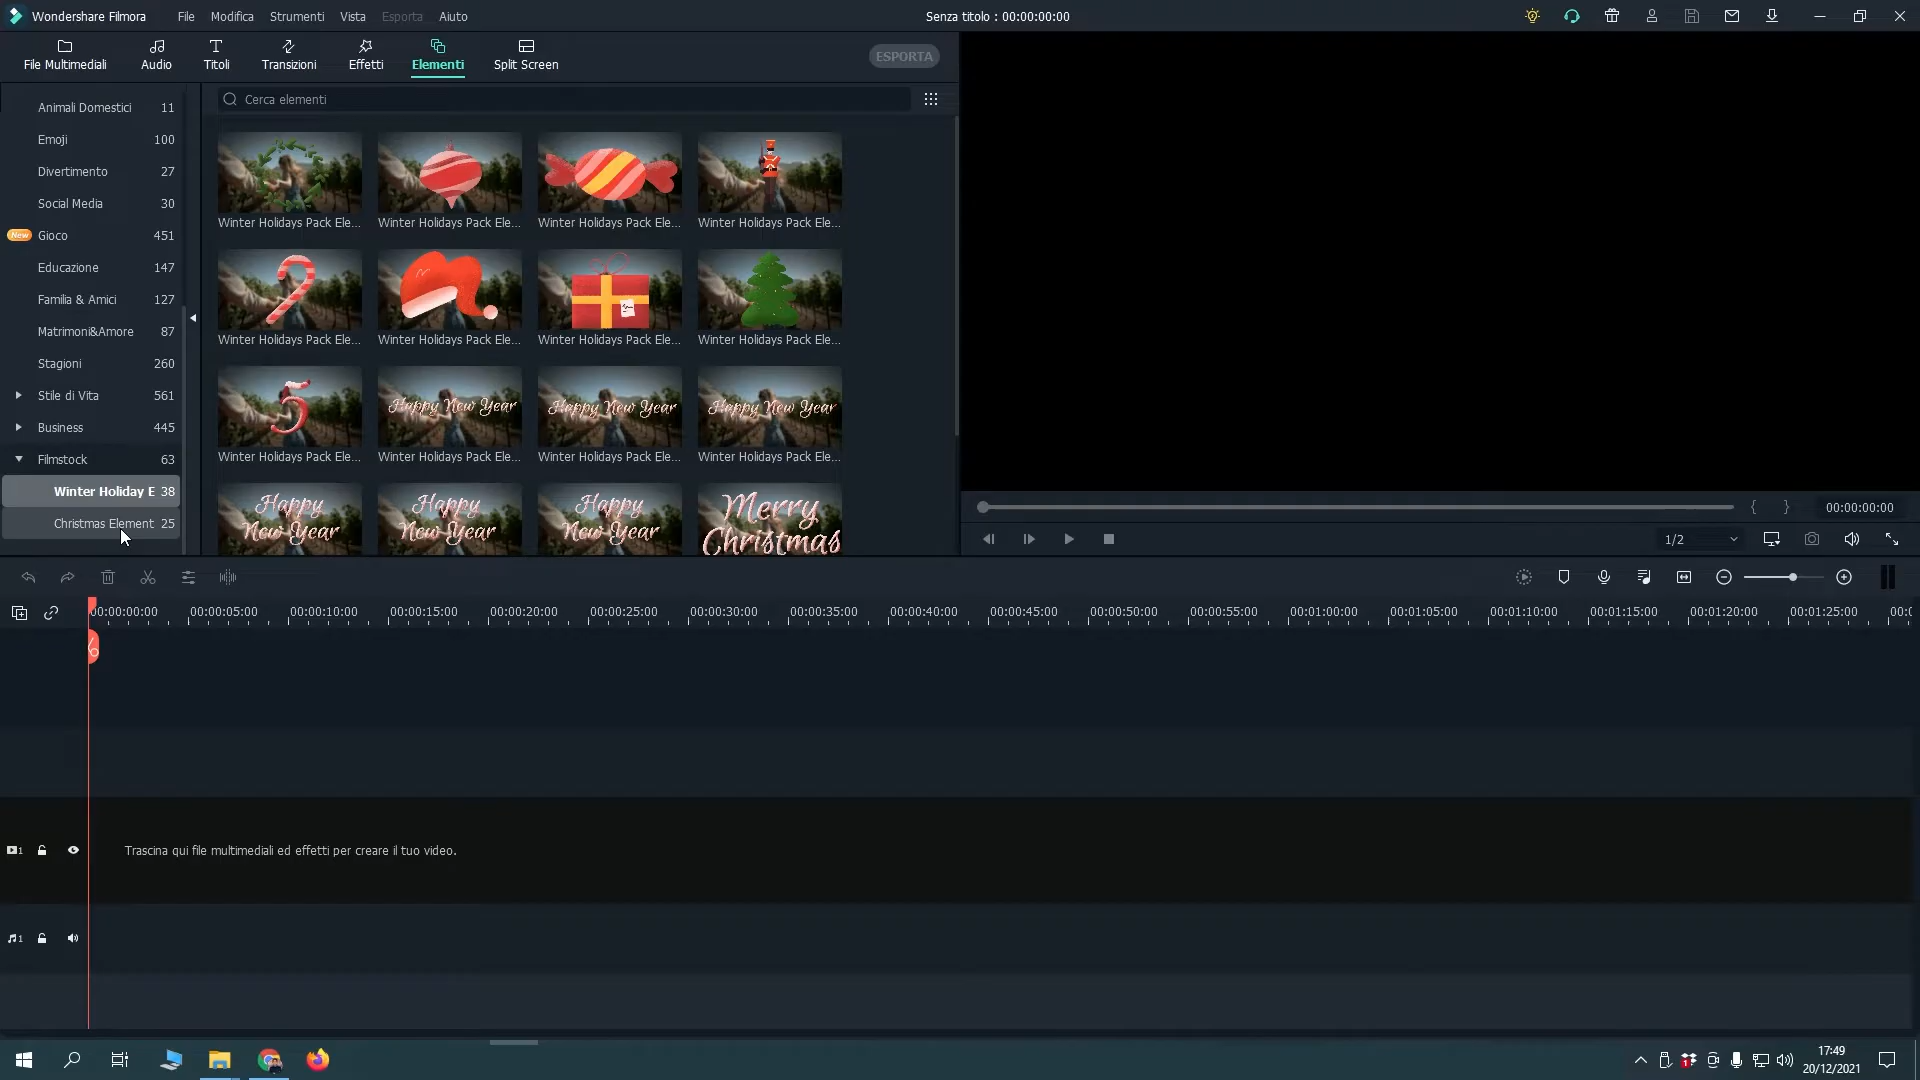 Wondershare Filmora
File Modifica Strumenti Vista Esporta Aiuto
Senza titolo : 00:00:00:00
File Multimediali Audio Titoli Transizioni Effetti Elementi Split Screen
ESPORTA
Cerca elementi
Animali Domestici 11
Emoji 100
Divertimento 27
Social Media 30
New Gioco 451
Educazione 147
Familia & Amici 127
Matrimoni&Amore 87
Stagioni 260
Stile di Vita 561
Business 445
Filmstock 63
Winter Holiday E 38
Christmas Element 25
Winter Holidays Pack Ele... Winter Holidays Pack Ele... Winter Holidays Pack Ele... Winter Holidays Pack Ele...
Winter Holidays Pack Ele... Winter Holidays Pack Ele... Winter Holidays Pack Ele... Winter Holidays Pack Ele...
5 Happy New Year Happy New Year Happy New Year
Winter Holidays Pack Ele... Winter Holidays Pack Ele... Winter Holidays Pack Ele... Winter Holidays Pack Ele...
Happy Happy Happy Merry
New Year New Year New Year Christmas
{ } 00:00:00:00
1/2
00:00:00:00 00:00:05:00 00:00:10:00 00:00:15:00 00:00:20:00 00:00:25:00 00:00:30:00 00:00:35:00 00:00:40:00 00:00:45:00 00:00:50:00 00:00:55:00 00:01:00:00 00:01:05:00 00:01:10:00 00:01:15:00 00:01:20:00 00:01:25:00
1
Trascina qui file multimediali ed effetti per creare il tuo video.
1
1
17:49
20/12/2021